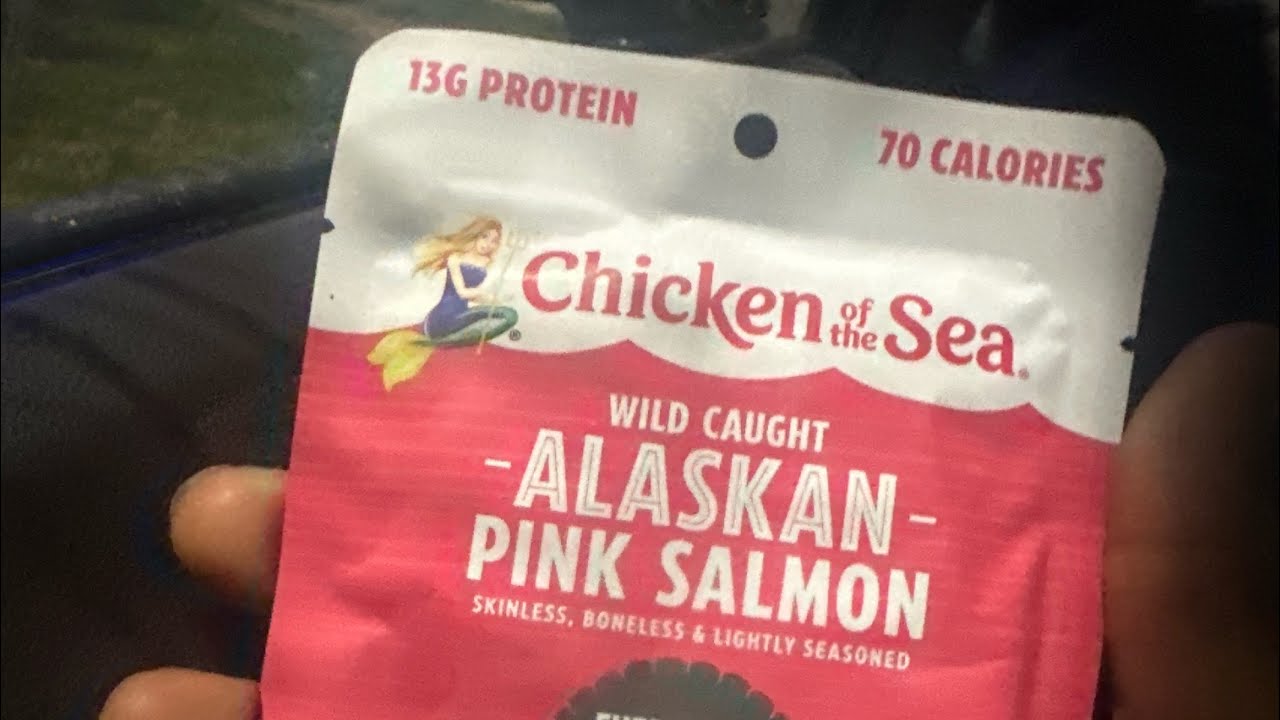 13G PROTEIN
70 CALORIES
Chicken of the Sea®
WILD CAUGHT
-ALASKAN-
PINK SALMON
SKINLESS, BONELESS & LIGHTLY SEASONED